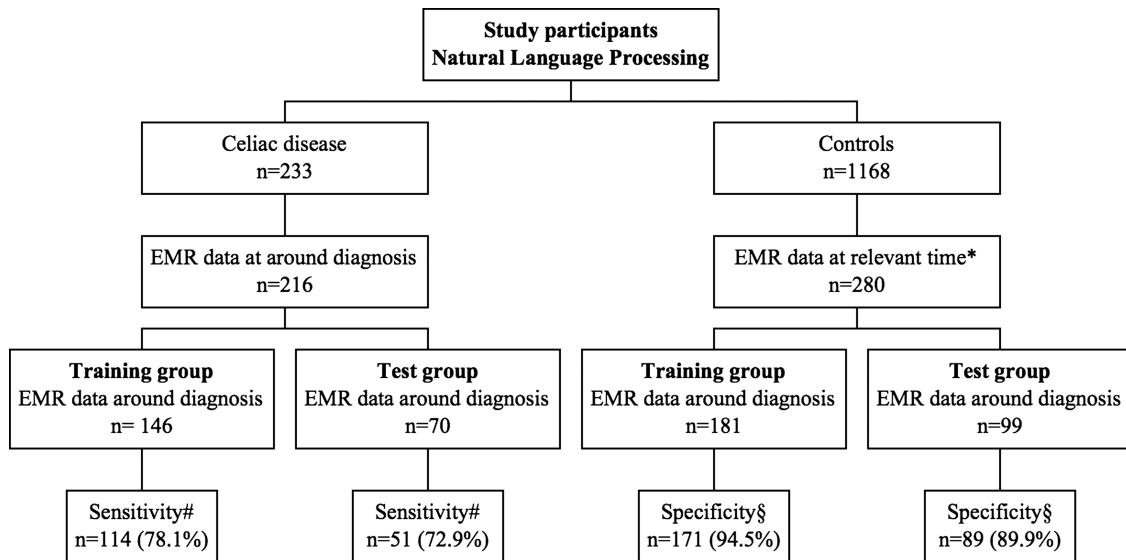 Study participants
Natural Language Processing
Celiac disease
n=233
Controls
n=1168
EMR data at around diagnosis
n=216
EMR data at relevant time*
n=280
Training group
EMR data around diagnosis
n= 146
Test group
EMR data around diagnosis
n=70
Training group
EMR data around diagnosis
n=181
Test group
EMR data around diagnosis
n=99
Sensitivity#
n=114 (78.1%)
Sensitivity#
n=51 (72.9%)
Specificity§
n=171 (94.5%)
Specificity§
n=89 (89.9%)